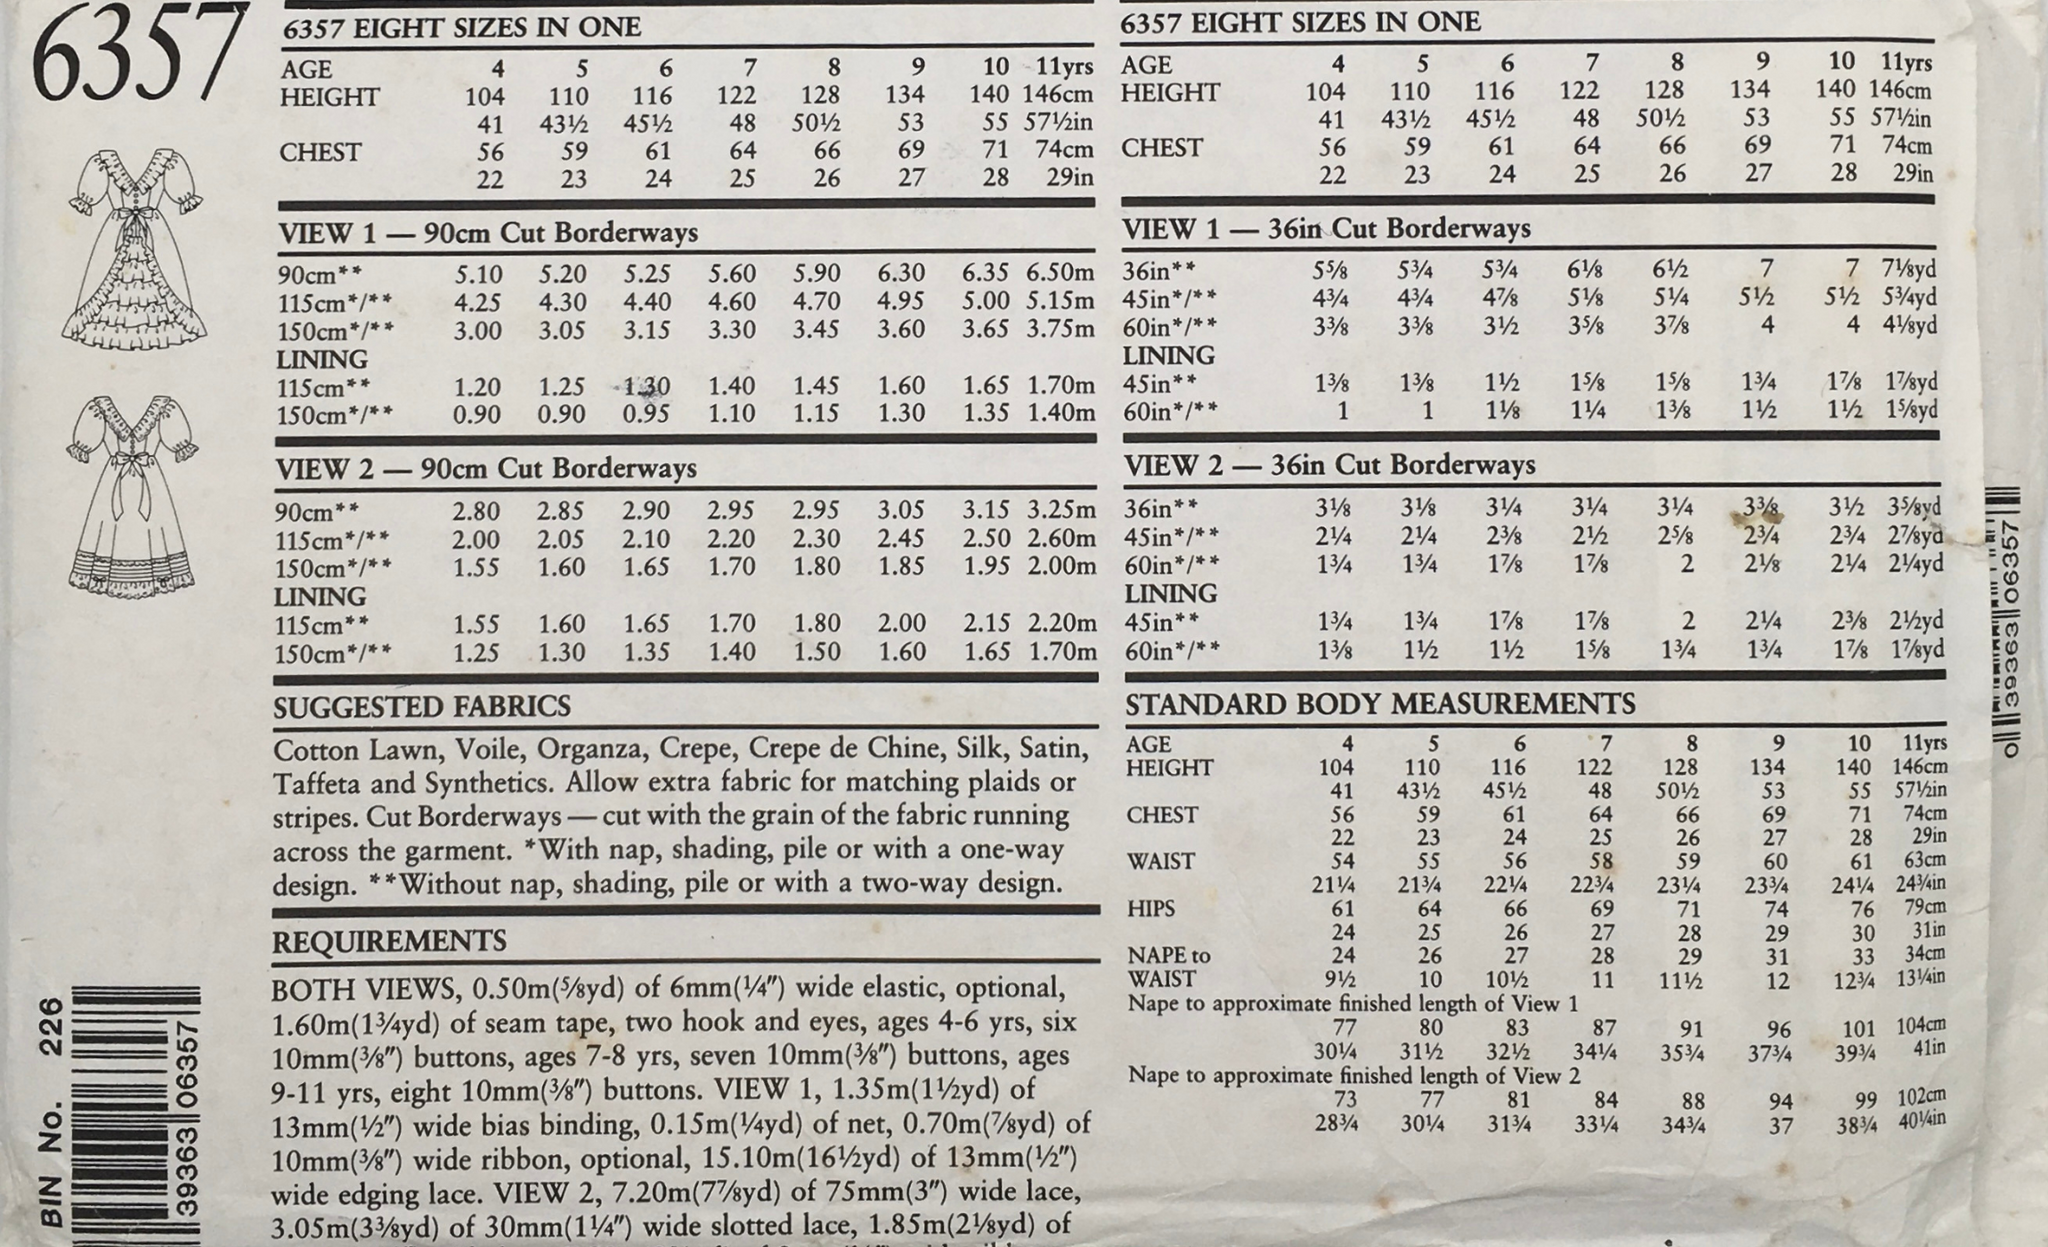 6357
6357 EIGHT SIZES IN ONE
AGE 4 5 6 7 8 9 10 11yrs
HEIGHT 104 110 116 122 128 134 140 146cm
41 43½ 45½ 48 50½ 53 55 57½in
CHEST 56 59 61 64 66 69 71 74cm
22 23 24 25 26 27 28 29in
VIEW 1 — 90cm Cut Borderways
90cm** 5.10 5.20 5.25 5.60 5.90 6.30 6.35 6.50m
115cm*/** 4.25 4.30 4.40 4.60 4.70 4.95 5.00 5.15m
150cm*/** 3.00 3.05 3.15 3.30 3.45 3.60 3.65 3.75m
LINING
115cm** 1.20 1.25 1.30 1.40 1.45 1.60 1.65 1.70m
150cm*/** 0.90 0.90 0.95 1.10 1.15 1.30 1.35 1.40m
VIEW 2 — 90cm Cut Borderways
90cm** 2.80 2.85 2.90 2.95 2.95 3.05 3.15 3.25m
115cm*/** 2.00 2.05 2.10 2.20 2.30 2.45 2.50 2.60m
150cm*/** 1.55 1.60 1.65 1.70 1.80 1.85 1.95 2.00m
LINING
115cm** 1.55 1.60 1.65 1.70 1.80 2.00 2.15 2.20m
150cm*/** 1.25 1.30 1.35 1.40 1.50 1.60 1.65 1.70m
SUGGESTED FABRICS
Cotton Lawn, Voile, Organza, Crepe, Crepe de Chine, Silk, Satin,
Taffeta and Synthetics. Allow extra fabric for matching plaids or
stripes. Cut Borderways — cut with the grain of the fabric running
across the garment. *With nap, shading, pile or with a one-way
design. **Without nap, shading, pile or with a two-way design.
REQUIREMENTS
BOTH VIEWS, 0.50m(⅝yd) of 6mm(¼″) wide elastic, optional,
1.60m(1¾yd) of seam tape, two hook and eyes, ages 4-6 yrs, six
10mm(⅜″) buttons, ages 7-8 yrs, seven 10mm(⅜″) buttons, ages
9-11 yrs, eight 10mm(⅜″) buttons. VIEW 1, 1.35m(1½yd) of
13mm(½″) wide bias binding, 0.15m(¼yd) of net, 0.70m(⅞yd) of
10mm(⅜″) wide ribbon, optional, 15.10m(16½yd) of 13mm(½″)
wide edging lace. VIEW 2, 7.20m(7⅞yd) of 75mm(3″) wide lace,
3.05m(3⅜yd) of 30mm(1¼″) wide slotted lace, 1.85m(2⅛yd) of
6357 EIGHT SIZES IN ONE
AGE 4 5 6 7 8 9 10 11yrs
HEIGHT 104 110 116 122 128 134 140 146cm
41 43½ 45½ 48 50½ 53 55 57½in
CHEST 56 59 61 64 66 69 71 74cm
22 23 24 25 26 27 28 29in
VIEW 1 — 36in Cut Borderways
36in** 5⅝ 5¾ 5¾ 6⅛ 6½ 7 7 7⅛yd
45in*/** 4¾ 4¾ 4⅞ 5⅛ 5¼ 5½ 5½ 5¾yd
60in*/** 3⅜ 3⅜ 3½ 3⅝ 3⅞ 4 4 4⅛yd
LINING
45in** 1⅜ 1⅜ 1½ 1⅝ 1⅝ 1¾ 1⅞ 1⅞yd
60in*/** 1 1 1⅛ 1¼ 1⅜ 1½ 1½ 1⅝yd
VIEW 2 — 36in Cut Borderways
36in** 3⅛ 3⅛ 3¼ 3¼ 3¼ 3⅜ 3½ 3⅝yd
45in*/** 2¼ 2¼ 2⅜ 2½ 2⅝ 2¾ 2¾ 2⅞yd
60in*/** 1¾ 1¾ 1⅞ 1⅞ 2 2⅛ 2¼ 2¼yd
LINING
45in** 1¾ 1¾ 1⅞ 1⅞ 2 2¼ 2⅜ 2½yd
60in*/** 1⅜ 1½ 1½ 1⅝ 1¾ 1¾ 1⅞ 1⅞yd
STANDARD BODY MEASUREMENTS
AGE 4 5 6 7 8 9 10 11yrs
HEIGHT 104 110 116 122 128 134 140 146cm
41 43½ 45½ 48 50½ 53 55 57½in
CHEST 56 59 61 64 66 69 71 74cm
22 23 24 25 26 27 28 29in
WAIST 54 55 56 58 59 60 61 63cm
21¼ 21¾ 22¼ 22¾ 23¼ 23¾ 24¼ 24¾in
HIPS 61 64 66 69 71 74 76 79cm
24 25 26 27 28 29 30 31in
NAPE to 24 26 27 28 29 31 33 34cm
WAIST 9½ 10 10½ 11 11½ 12 12¾ 13¼in
Nape to approximate finished length of View 1
77 80 83 87 91 96 101 104cm
30¼ 31½ 32½ 34¼ 35¾ 37¾ 39¾ 41in
Nape to approximate finished length of View 2
73 77 81 84 88 94 99 102cm
28¾ 30¼ 31¾ 33¼ 34¾ 37 38¾ 40¼in
BIN No. 226
39363 06357
0 39363 06357